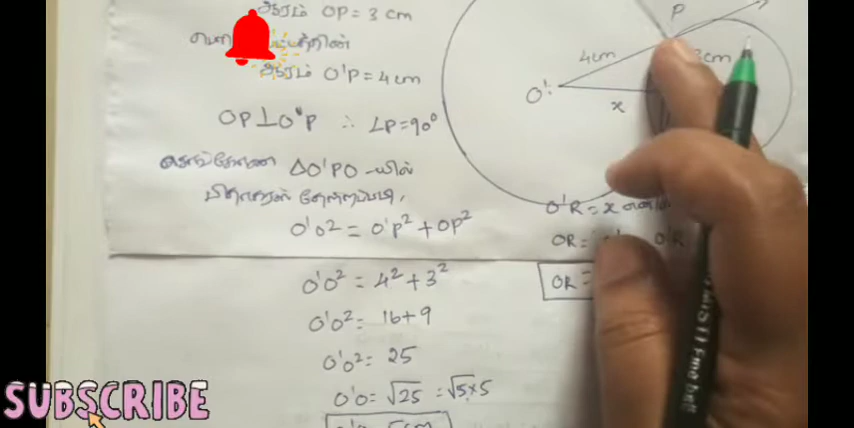 ஆரம் OP = 3 cm
ஆரம் O'P = 4 cm
OP ⊥ O'P ∴ ∠P = 90°
செங்கோண ΔO'PO -யில்
பிதாகரஸ் தேற்றப்படி,
O'O² = O'P² + OP²
O'O² = 4² + 3²
O'O² = 16 + 9
O'O² = 25
O'O = √25 = √5×5
5cm
P
4cm
3cm
O'
x
O'R = x
OR = O'R
OR =
SUBSCRIBE